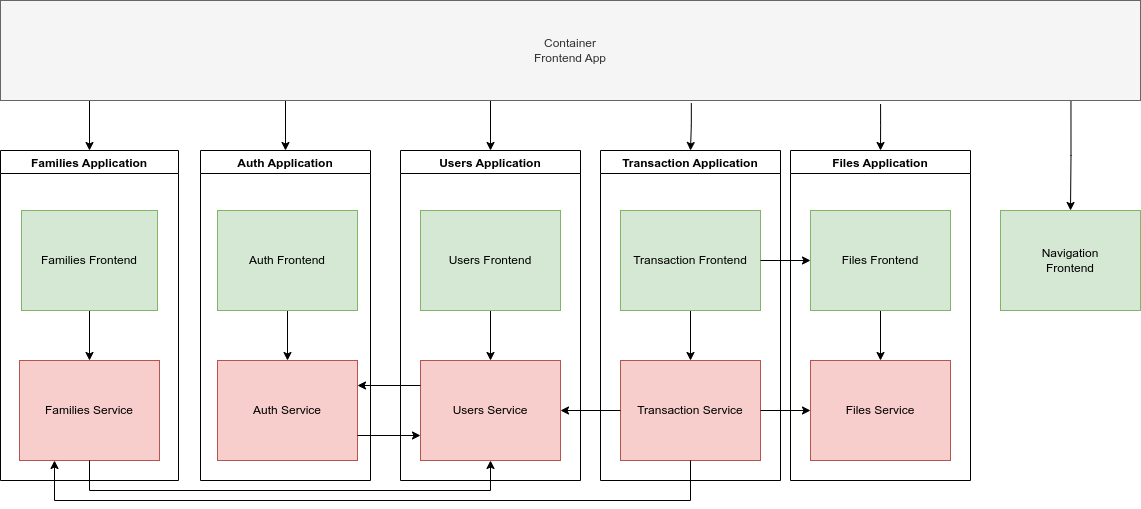 Container
Frontend App
Families Application
Auth Application
Users Application
Transaction Application
Files Application
Families Frontend
Auth Frontend
Users Frontend
Transaction Frontend
Files Frontend
Navigation
Frontend
Families Service
Auth Service
Users Service
Transaction Service
Files Service